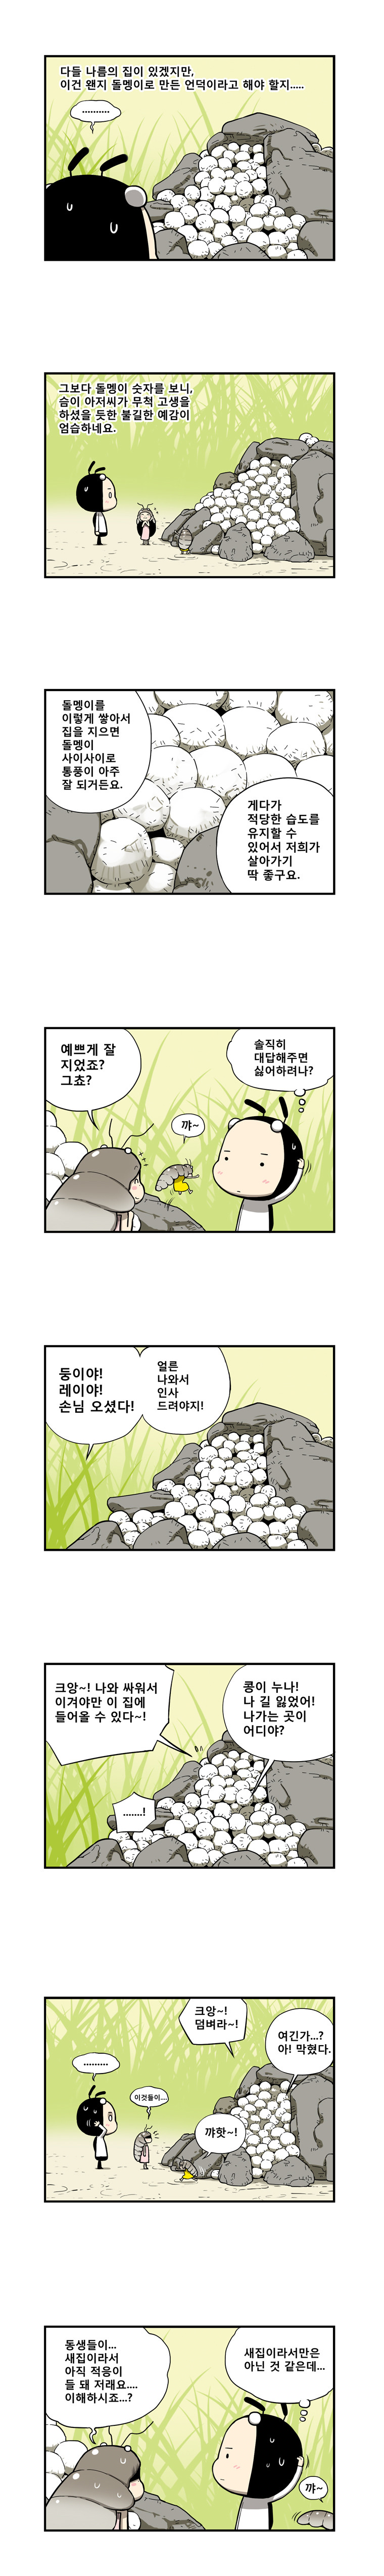 다들 나름의 집이 있겠지만,
이건 왠지 돌멩이로 만든 언덕이라고 해야 할지.....
..........
그보다 돌멩이 숫자를 보니,
슴이 아저씨가 무척 고생을
하셨을 듯한 불길한 예감이
엄습하네요.
돌멩이를
이렇게 쌓아서
집을 지으면
돌멩이
사이사이로
통풍이 아주
잘 되거든요.
게다가
적당한 습도를
유지할 수
있어서 저희가
살아가기
딱 좋구요.
예쁘게 잘
지었죠?
그쵸?
꺄~
솔직히
대답해주면
싫어하려나?
둥이야!
레이야!
손님 오셨다!
얼른
나와서
인사
드려야지!
크앙~! 나와 싸워서
이겨야만 이 집에
들어올 수 있다~!
콩이 누나!
나 길 잃었어!
나가는 곳이
어디야?
.......!
크앙~!
덤벼라~!
여긴가...?
아! 막혔다.
.........
이것들이...
꺄핫~!
동생들이...
새집이라서
아직 적응이
들 돼 저래요....
이해하시죠...?
새집이라서만은
아닌 것 같은데...
꺄~